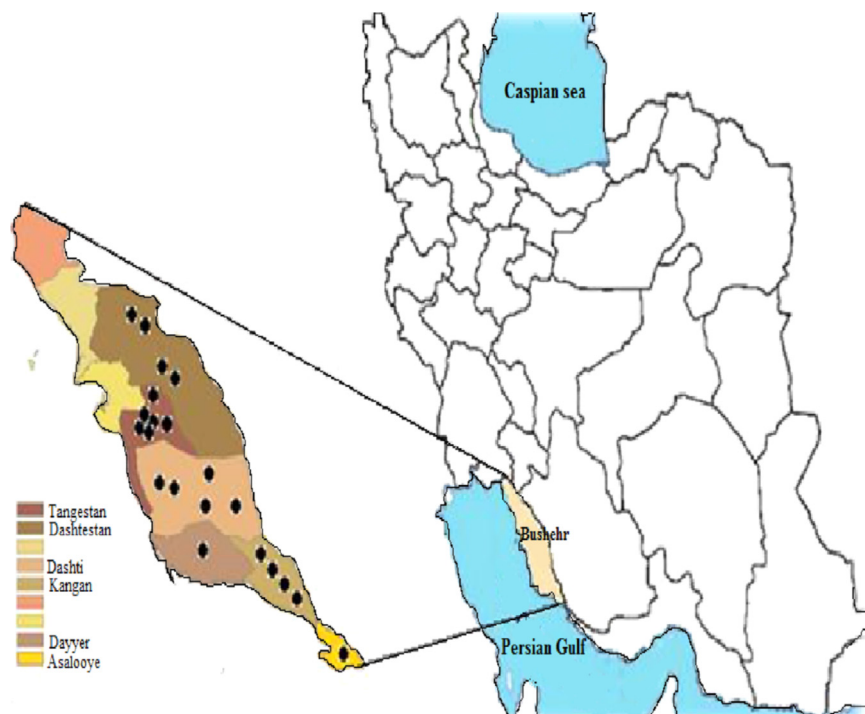 Caspian sea
Tangestan
Dashtestan
Dashti
Kangan
Dayyer
Asalooye
Bushehr
Persian Gulf